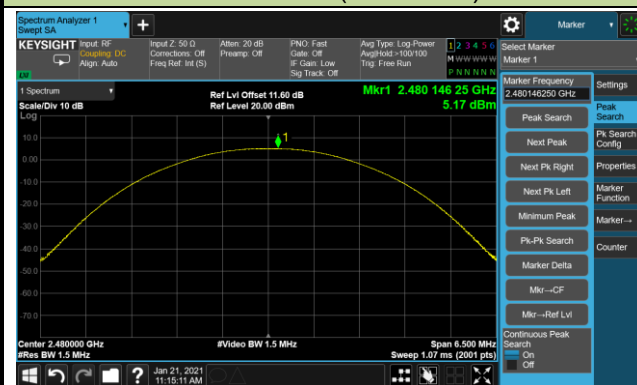 Spectrum Analyzer 1
Swept SA
+
Marker
KEYSIGHT
Input: RF
Coupling: DC
Align: Auto
Input Z: 50 Ω
Corrections: Off
Freq Ref: Int (S)
Atten: 20 dB
Preamp: Off
PNO: Fast
Gate: Off
IF Gain: Low
Sig Track: Off
Avg Type: Log-Power
Avg|Hold:>100/100
Trig: Free Run
1 2 3 4 5 6
M W W W W W
P N N N N N
Select Marker
Marker 1
LXI
Marker Frequency
2.480146250 GHz
Settings
1 Spectrum
Scale/Div 10 dB
Log
Ref Lvl Offset 11.60 dB
Ref Level 20.00 dBm
Mkr1 2.480 146 25 GHz
5.17 dBm
Peak Search
Next Peak
Next Pk Right
Next Pk Left
Minimum Peak
Pk-Pk Search
Marker Delta
Mkr→CF
Mkr→Ref Lvl
Continuous Peak
Search
On
Off
Peak
Search
Pk Search
Config
Properties
Marker
Function
Marker→
Counter
10.0
0.00
-10.0
-20.0
-30.0
-40.0
-50.0
-60.0
-70.0
1
Center 2.480000 GHz
#Res BW 1.5 MHz
#Video BW 1.5 MHz
Span 6.500 MHz
Sweep 1.07 ms (2001 pts)
?
Jan 21, 2021
11:15:11 AM